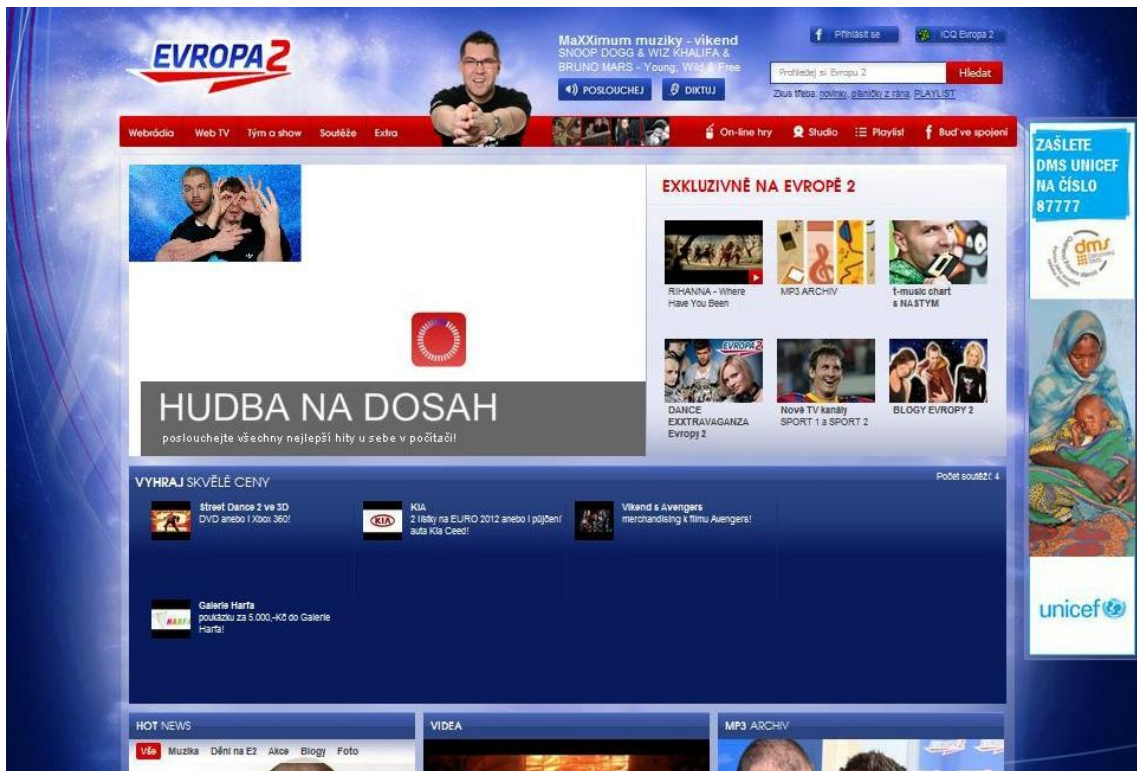 EVROPA 2
MaXXimum muziky - víkend
SNOOP DOGG & WIZ KHALIFA &
BRUNO MARS - Young, Wild & Free
POSLOUCHEJ
DIKTUJ
Přihlásit se
ICQ Evropa 2
Prohledej si Evropu 2
Hledat
Zkus třeba: novinky, písničky z rána, PLAYLIST
Webrádia
Web TV
Tým a show
Soutěže
Extra
On-line hry
Studio
Playlist
Buď ve spojení
HUDBA NA DOSAH
poslouchejte všechny nejlepší hity u sebe v počítači!
EXKLUZIVNĚ NA EVROPĚ 2
RIHANNA - Where
Have You Been
MP3 ARCHIV
t-music chart
s NASTYM
EVROPA 2
DANCE
EXXTRAVAGANZA
Evropy 2
Nové TV kanály
SPORT 1 a SPORT 2
BLOGY EVROPY 2
ZAŠLETE
DMS UNICEF
NA ČÍSLO
87777
dms
unicef
VYHRAJ SKVĚLÉ CENY
Počet soutěží: 4
Street Dance 2 ve 3D
DVD anebo i Xbox 360!
KIA
KIA
2 lístky na EURO 2012 anebo i půjčení
auta Kia Ceed!
Víkend s Avengers
merchandising k filmu Avengers!
HARFA
Galerie Harfa
poukázku za 5.000,-Kč do Galerie
Harfa!
HOT NEWS
Vše
Muzika
Dění na E2
Akce
Blogy
Foto
VIDEA
MP3 ARCHIV